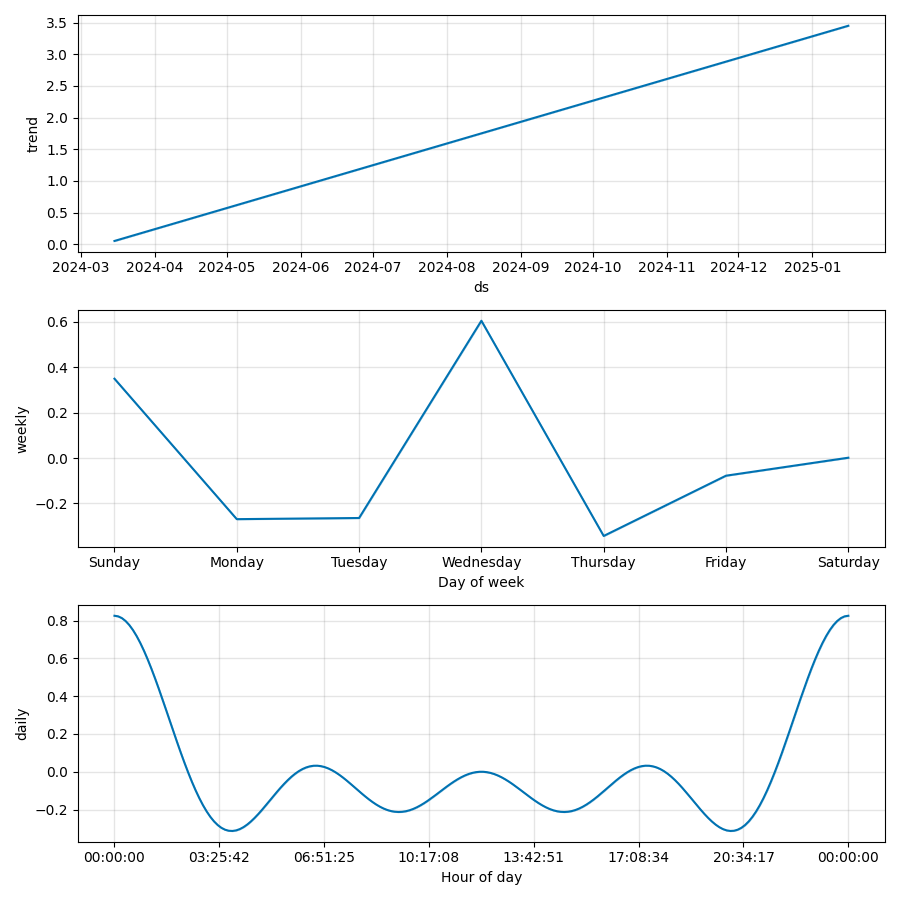 3.5
3.0
2.5
2.0
1.5
1.0
0.5
0.0
trend
2024-03 2024-04 2024-05 2024-06 2024-07 2024-08 2024-09 2024-10 2024-11 2024-12 2025-01
ds
0.6
0.4
0.2
0.0
−0.2
weekly
Sunday Monday Tuesday Wednesday Thursday Friday Saturday
Day of week
0.8
0.6
0.4
0.2
0.0
−0.2
daily
00:00:00 03:25:42 06:51:25 10:17:08 13:42:51 17:08:34 20:34:17 00:00:00
Hour of day